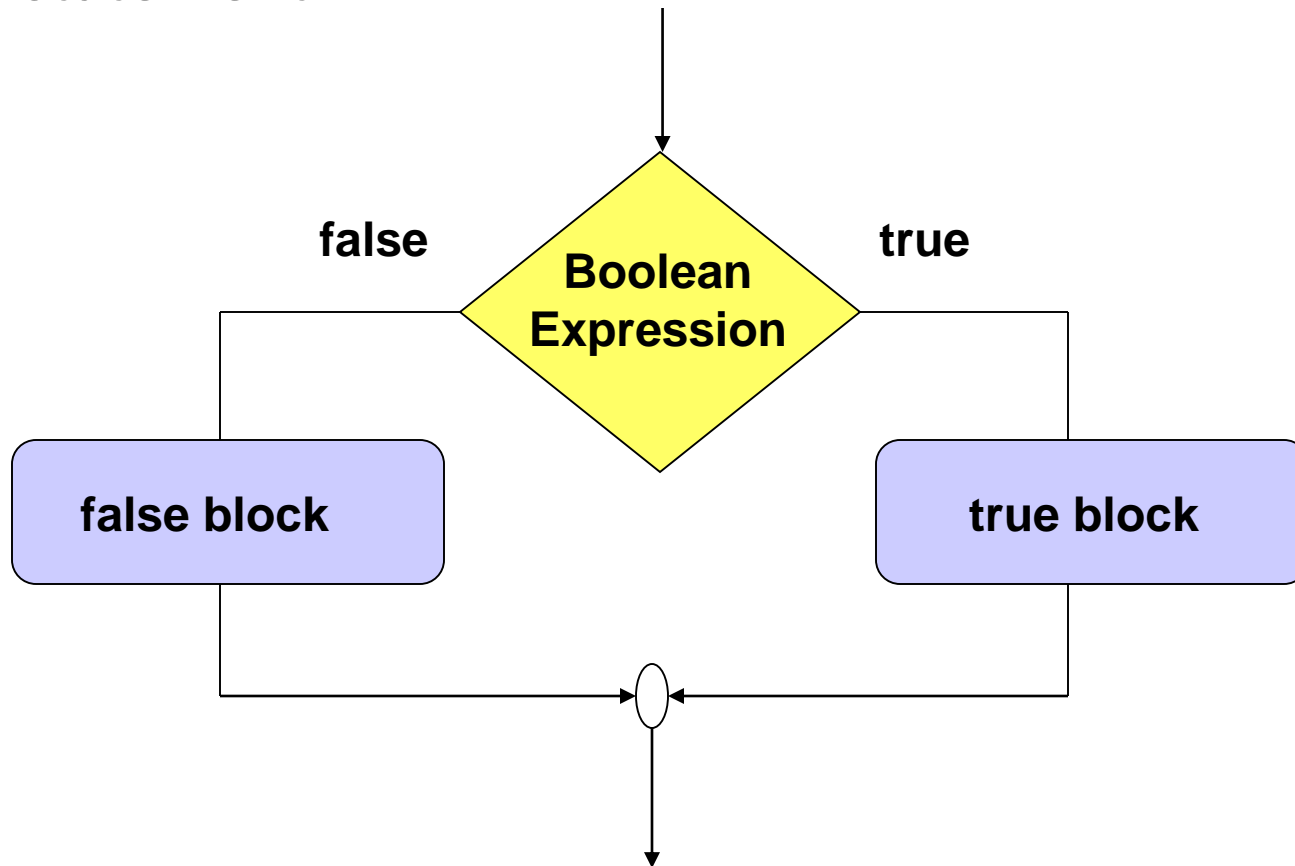 false
true
Boolean
Expression
false block
true block